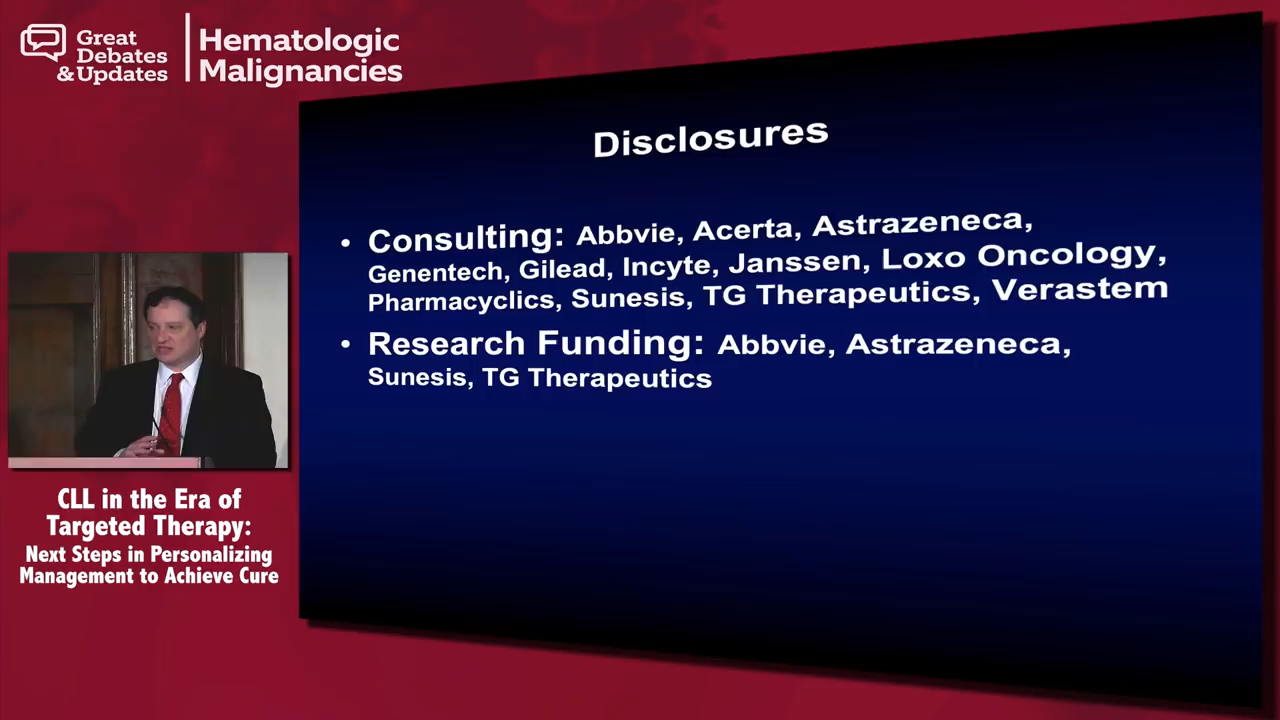 Great
Debates
& Updates
Hematologic
Malignancies
Disclosures
• Consulting: Abbvie, Acerta, Astrazeneca,
Genentech, Gilead, Incyte, Janssen, Loxo Oncology,
Pharmacyclics, Sunesis, TG Therapeutics, Verastem
• Research Funding: Abbvie, Astrazeneca,
Sunesis, TG Therapeutics
CLL in the Era of
Targeted Therapy:
Next Steps in Personalizing
Management to Achieve Cure